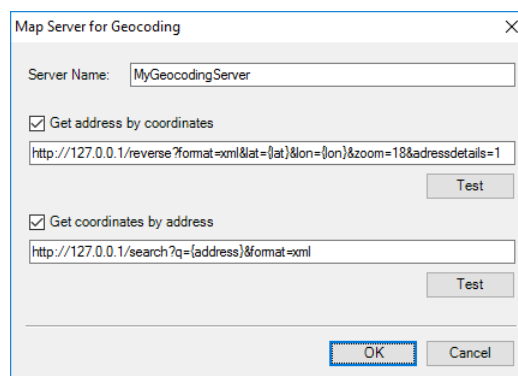 Map Server for Geocoding
Server Name: MyGeocodingServer
Get address by coordinates
http://127.0.0.1/reverse?format=xml&lat={lat}&lon={lon}&zoom=18&adressdetails=1
Test
Get coordinates by address
http://127.0.0.1/search?q={address}&format=xml
Test
OK Cancel